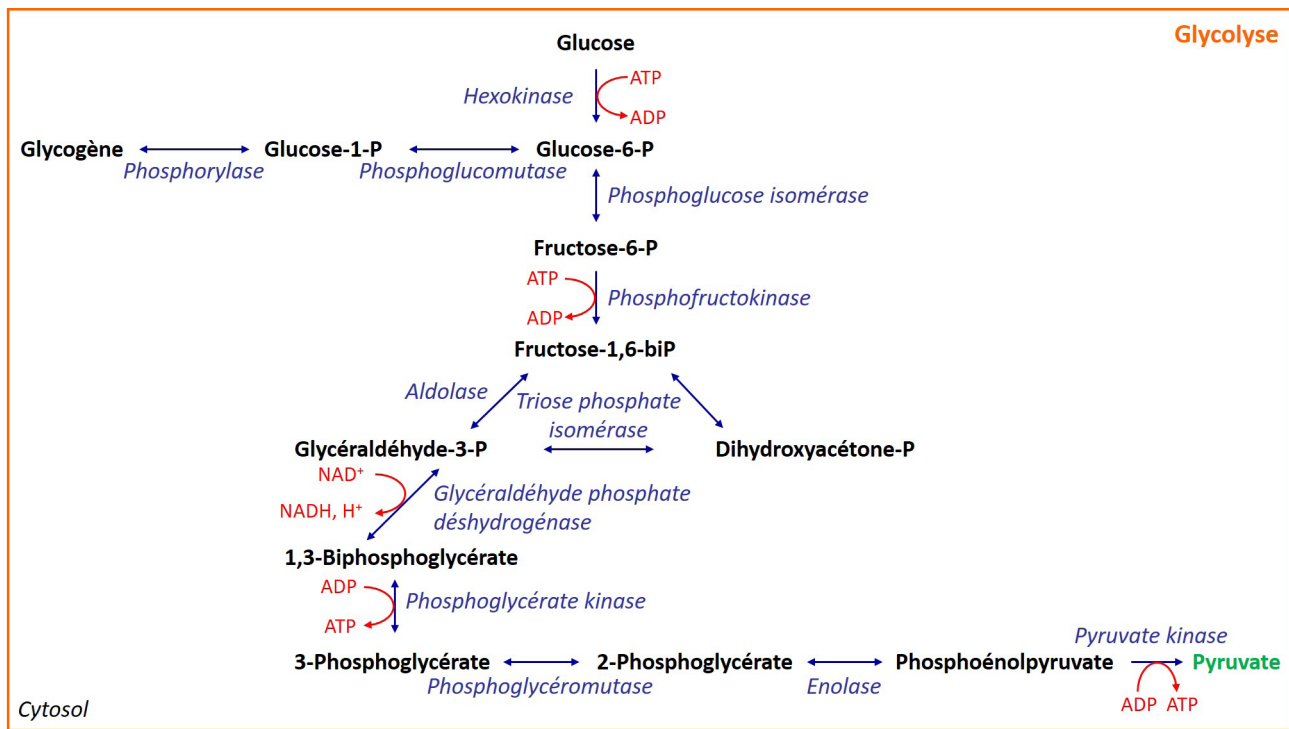 Glycolyse
Glucose
Hexokinase
ATP
ADP
Glycogène
Phosphorylase
Glucose-1-P
Phosphoglucomutase
Glucose-6-P
Phosphoglucose isomérase
Fructose-6-P
ATP
ADP
Phosphofructokinase
Fructose-1,6-biP
Aldolase
Triose phosphate
isomérase
Glycéraldéhyde-3-P
Dihydroxyacétone-P
NAD⁺
NADH, H⁺
Glycéraldéhyde phosphate
déshydrogénase
1,3-Biphosphoglycérate
ADP
ATP
Phosphoglycérate kinase
3-Phosphoglycérate
Phosphoglycéromutase
2-Phosphoglycérate
Enolase
Phosphoénolpyruvate
Pyruvate kinase
ADP ATP
Pyruvate
Cytosol